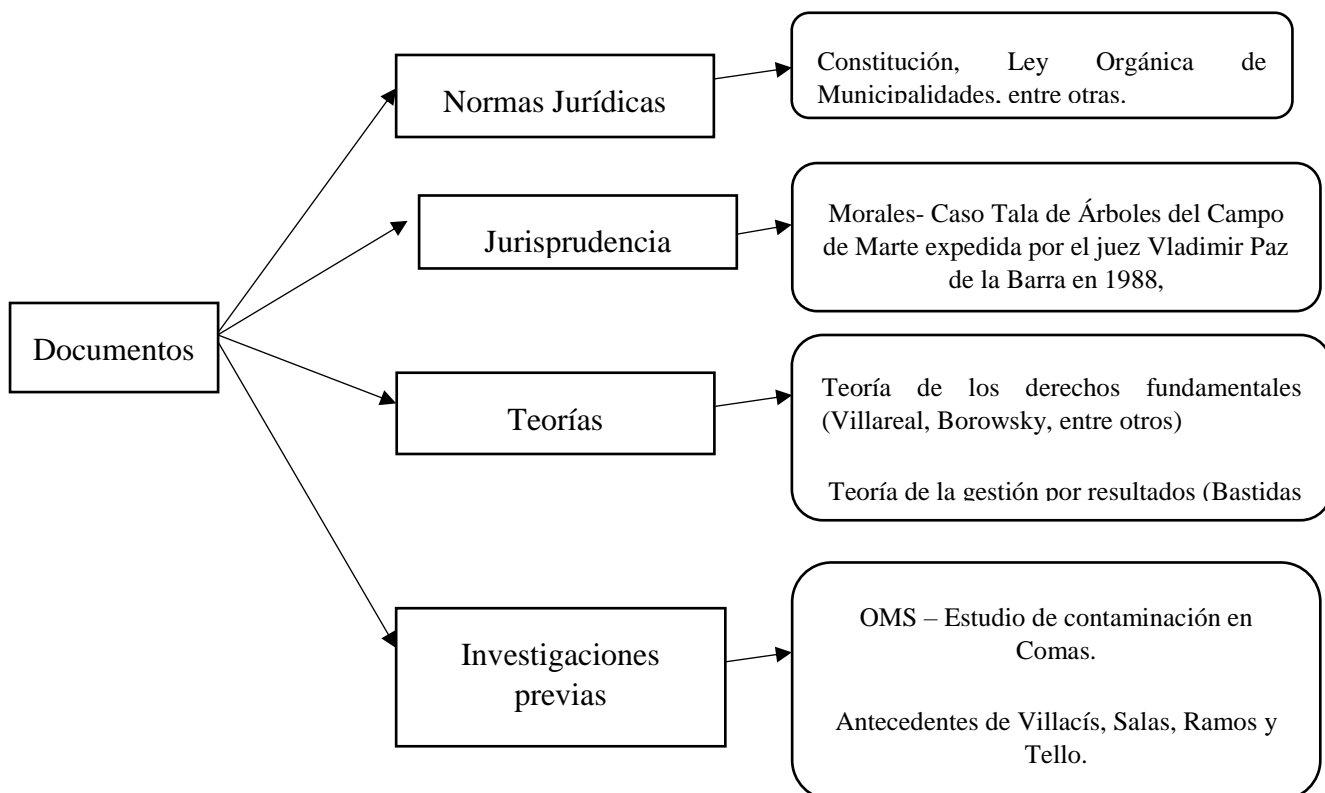 Documentos
Normas Jurídicas
Constitución, Ley Orgánica de
Municipalidades, entre otras.
Jurisprudencia
Morales- Caso Tala de Árboles del Campo
de Marte expedida por el juez Vladimir Paz
de la Barra en 1988,
Teorías
Teoría de los derechos fundamentales
(Villareal, Borowsky, entre otros)
Teoría de la gestión por resultados (Bastidas
Investigaciones
previas
OMS – Estudio de contaminación en
Comas.
Antecedentes de Villacís, Salas, Ramos y
Tello.